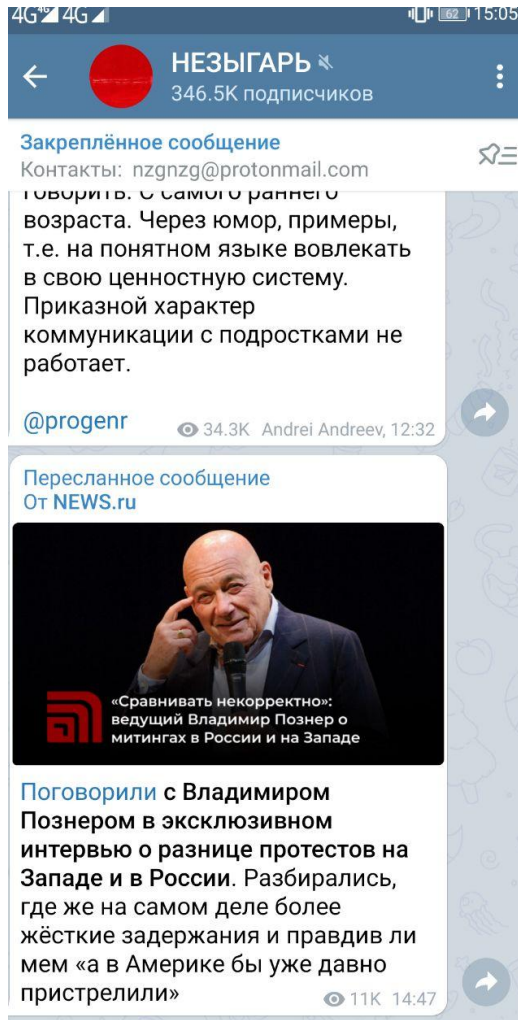 4G 4G 4G 62 15:05
НЕЗЫГАРЬ
346.5K подписчиков
Закреплённое сообщение
Контакты: nzgnzg@protonmail.com
говорить. С самого раннего
возраста. Через юмор, примеры,
т.е. на понятном языке вовлекать
в свою ценностную систему.
Приказной характер
коммуникации с подростками не
работает.
@progenr 34.3K Andrei Andreev, 12:32
Пересланное сообщение
От NEWS.ru
«Сравнивать некорректно»:
ведущий Владимир Познер о
митингах в России и на Западе
Поговорили с Владимиром
Познером в эксклюзивном
интервью о разнице протестов на
Западе и в России. Разбирались,
где же на самом деле более
жёсткие задержания и правдив ли
мем «а в Америке бы уже давно
пристрелили» 11K 14:47